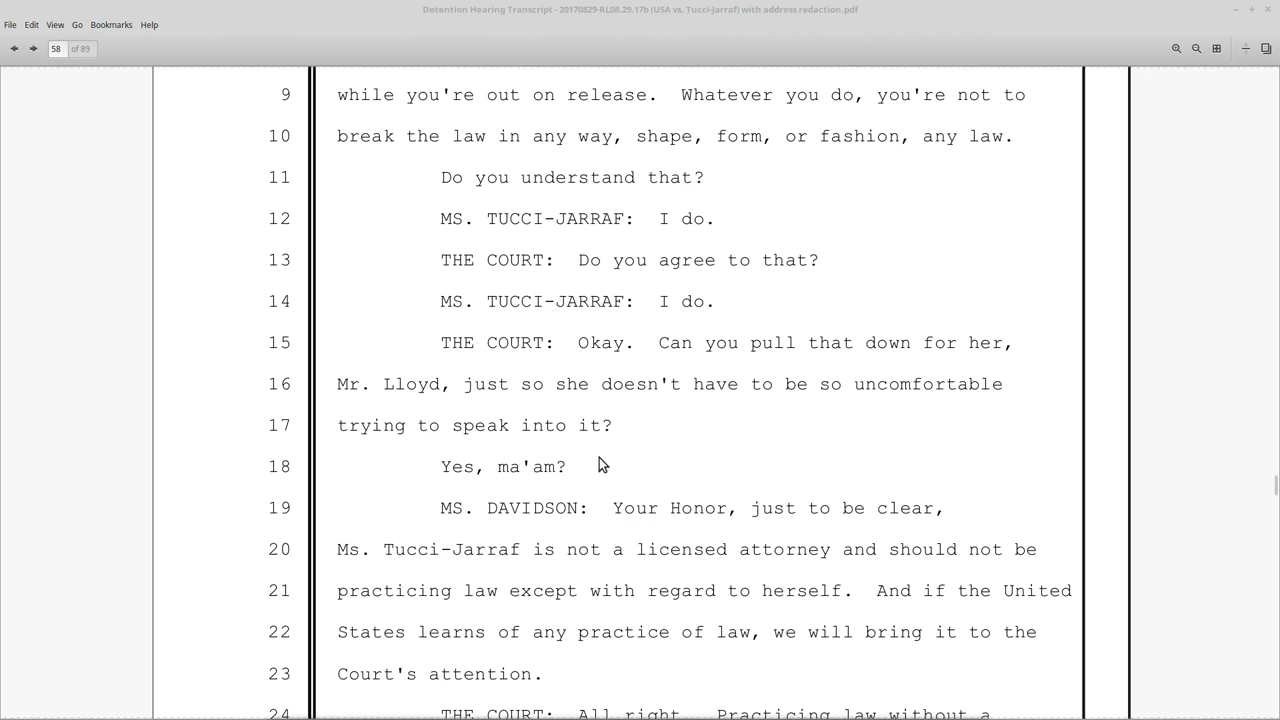 Detention Hearing Transcript - 20170829-RL08.29.17b (USA vs. Tucci-Jarraf) with address redaction.pdf
File Edit View Go Bookmarks Help
58 of 89
9 while you're out on release. Whatever you do, you're not to
10 break the law in any way, shape, form, or fashion, any law.
11 Do you understand that?
12 MS. TUCCI-JARRAF: I do.
13 THE COURT: Do you agree to that?
14 MS. TUCCI-JARRAF: I do.
15 THE COURT: Okay. Can you pull that down for her,
16 Mr. Lloyd, just so she doesn't have to be so uncomfortable
17 trying to speak into it?
18 Yes, ma'am?
19 MS. DAVIDSON: Your Honor, just to be clear,
20 Ms. Tucci-Jarraf is not a licensed attorney and should not be
21 practicing law except with regard to herself. And if the United
22 States learns of any practice of law, we will bring it to the
23 Court's attention.
24 THE COURT: All right. Practicing law without a